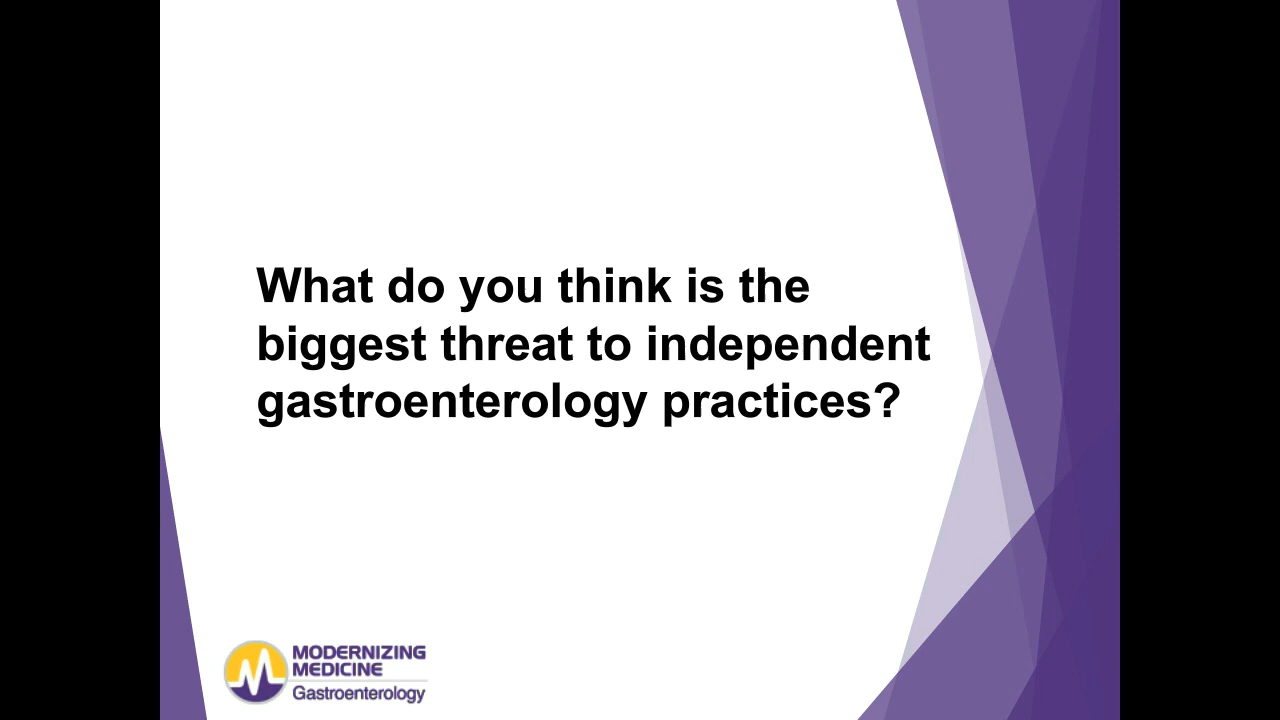 What do you think is the
biggest threat to independent
gastroenterology practices?
MODERNIZING
MEDICINE
Gastroenterology